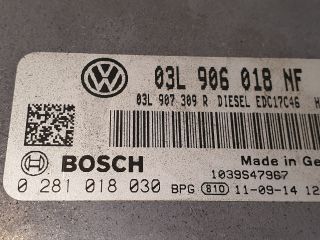 03L 906 018 NF
03L 907 309 R DIESEL EDC17C46 H
BOSCH
Made in Ge
1039S47967
0 281 018 030 BPG 810 11-09-14 12